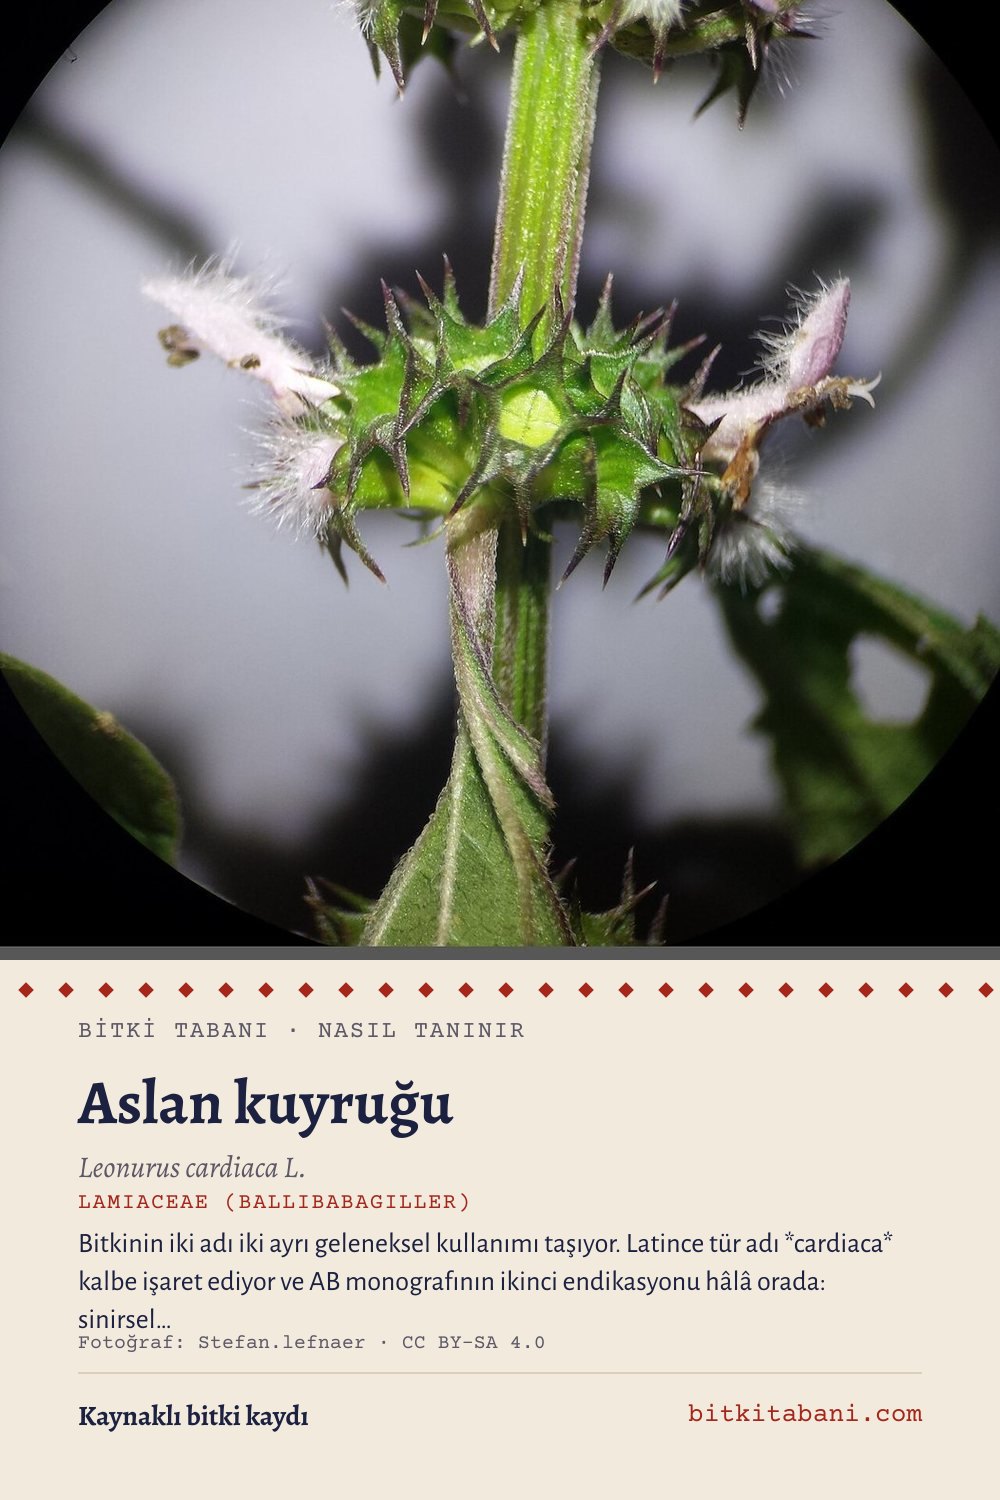 BİTKİ TABANI · NASIL TANINIR
Aslan kuyruğu
Leonurus cardiaca L.
LAMIACEAE (BALLIBABAGILLER)
Bitkinin iki adı iki ayrı geleneksel kullanımı taşıyor. Latince tür adı *cardiaca*
kalbe işaret ediyor ve AB monografının ikinci endikasyonu hâlâ orada:
sinirsel…
Fotoğraf: Stefan.lefnaer · CC BY-SA 4.0
Kaynaklı bitki kaydı
bitkitabani.com